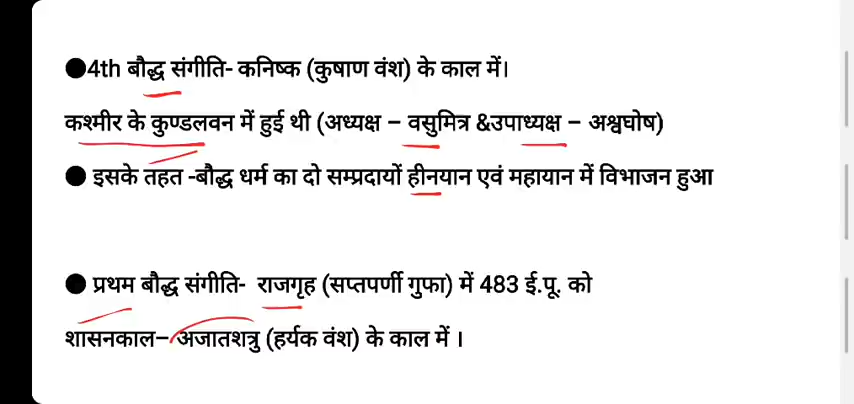 ●4th बौद्ध संगीति- कनिष्क (कुषाण वंश) के काल में।
कश्मीर के कुण्डलवन में हुई थी (अध्यक्ष – वसुमित्र &उपाध्यक्ष – अश्वघोष)
● इसके तहत -बौद्ध धर्म का दो सम्प्रदायों हीनयान एवं महायान में विभाजन हुआ
● प्रथम बौद्ध संगीति- राजगृह (सप्तपर्णी गुफा) में 483 ई.पू. को
शासनकाल– अजातशत्रु (हर्यक वंश) के काल में ।